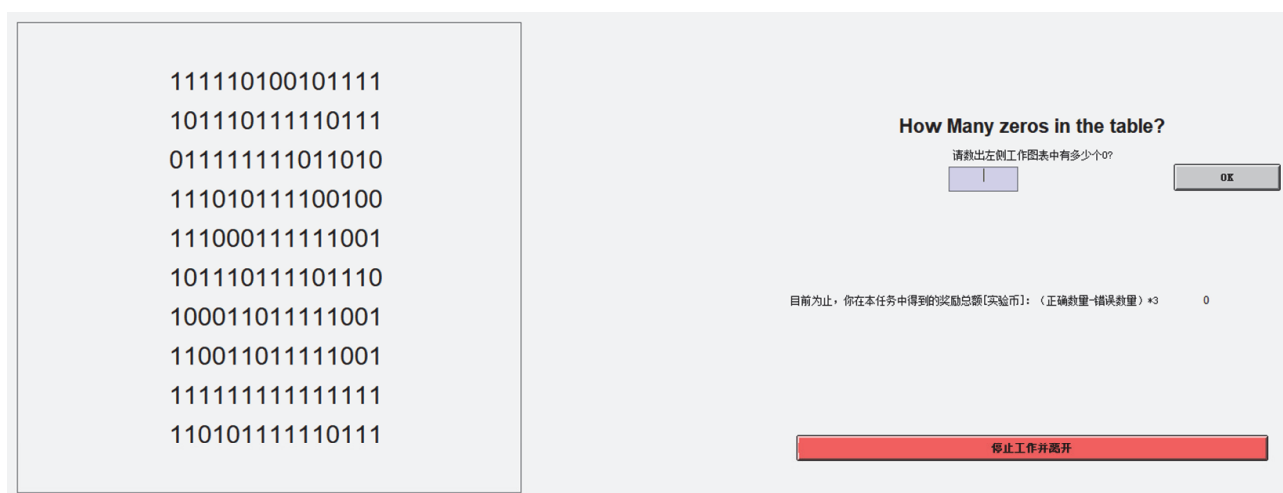 111110100101111
101110111110111
011111111011010
111010111100100
111000111111001
101110111101110
100011011111001
110011011111001
111111111111111
110101111110111
How Many zeros in the table?
请数出左侧工作图表中有多少个0?
OK
目前为止，你在本任务中得到的奖励总额[实验币]: （正确数量-错误数量）*3 0
停止工作并离开